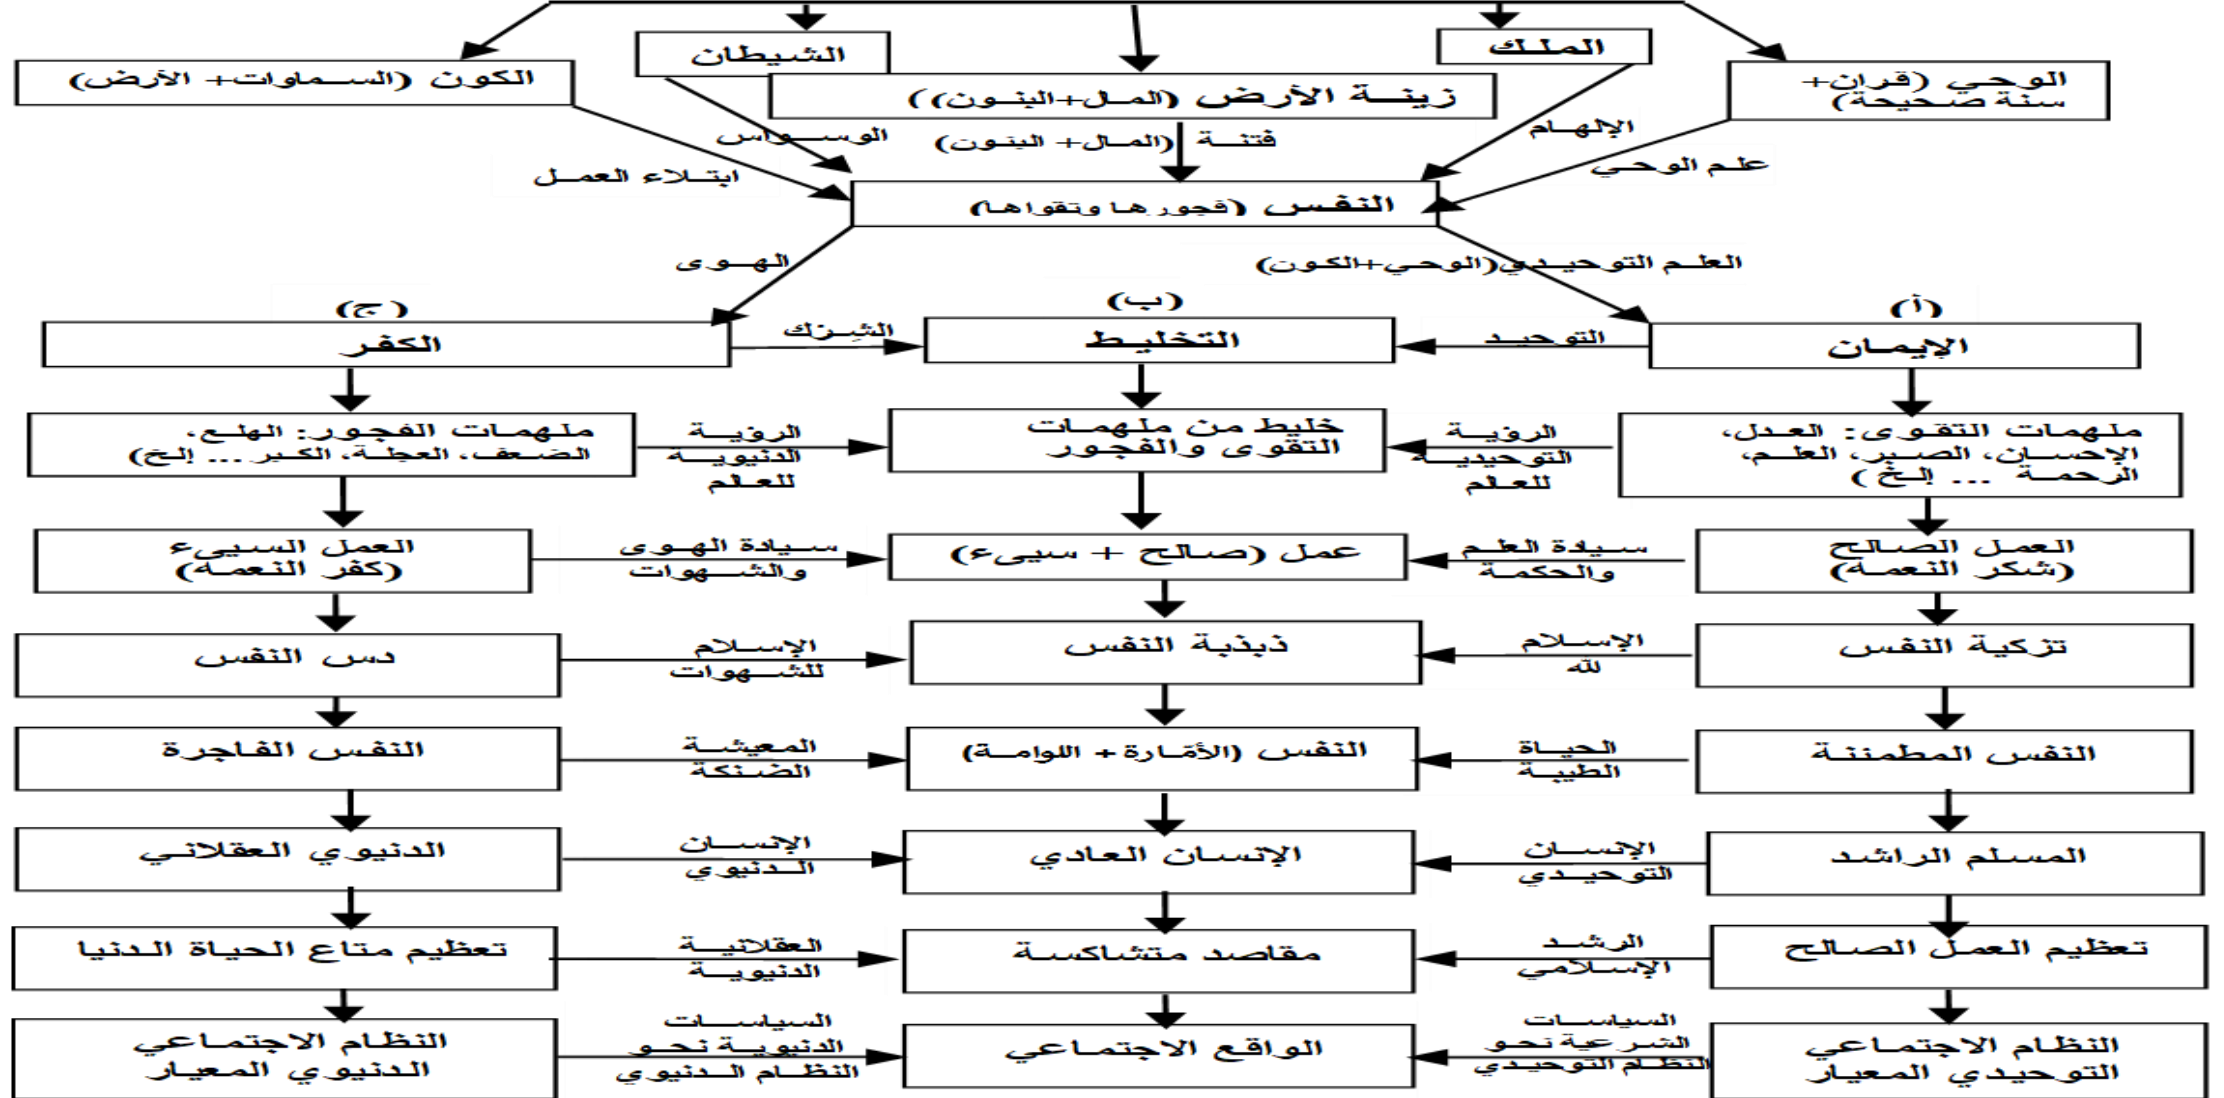 الملك
الشيطان
الوحي (قران+
سنة صحيحة)
زينة الأرض (المال+البنون))
الكون (السماوات+ الأرض)
الإلهام
فتنة (المال+ البنون)
الوسواس
علم الوحي
ابتلاء العمل
النفس (فجورها وتقواها)
العلم التوحيدي(الوحي+الكون)
الهوى
(أ)
(ب)
(ج)
الإيمان
التوحيد
التخليط
الشرك
الكفر
ملهمات التقوى: العدل،
الإحسان، الصبر، العلم،
الرحمة ... إلخ )
الرؤية
التوحيدية
للعالم
خليط من ملهمات
التقوى والفجور
الرؤية
الدنيوية
للعالم
ملهمات الفجور: الهلع،
الضعف، العجلة، الكبر ... إلخ)
العمل الصالح
(شكر النعمة)
سيادة العلم
والحكمة
عمل (صالح + سييء)
سيادة الهوى
والشهوات
العمل السييء
(كفر النعمة)
تزكية النفس
الإسلام
لله
ذبذبة النفس
الإسلام
للشهوات
دس النفس
النفس المطمئنة
الحياة
الطيبة
النفس (الأمّارة + اللوامة)
المعيشة
الضنكة
النفس الفاجرة
المسلم الراشد
الإنسان
التوحيدي
الإنسان العادي
الإنسان
الدنيوي
الدنيوي العقلاني
تعظيم العمل الصالح
الرشد
الإسلامي
مقاصد متشاكسة
العقلانية
الدنيوية
تعظيم متاع الحياة الدنيا
النظام الاجتماعي
التوحيدي المعيار
السياسات
الشرعية نحو
النظام التوحيدي
الواقع الاجتماعي
السياسات
الدنيوية نحو
النظام الدنيوي
النظام الاجتماعي
الدنيوي المعيار